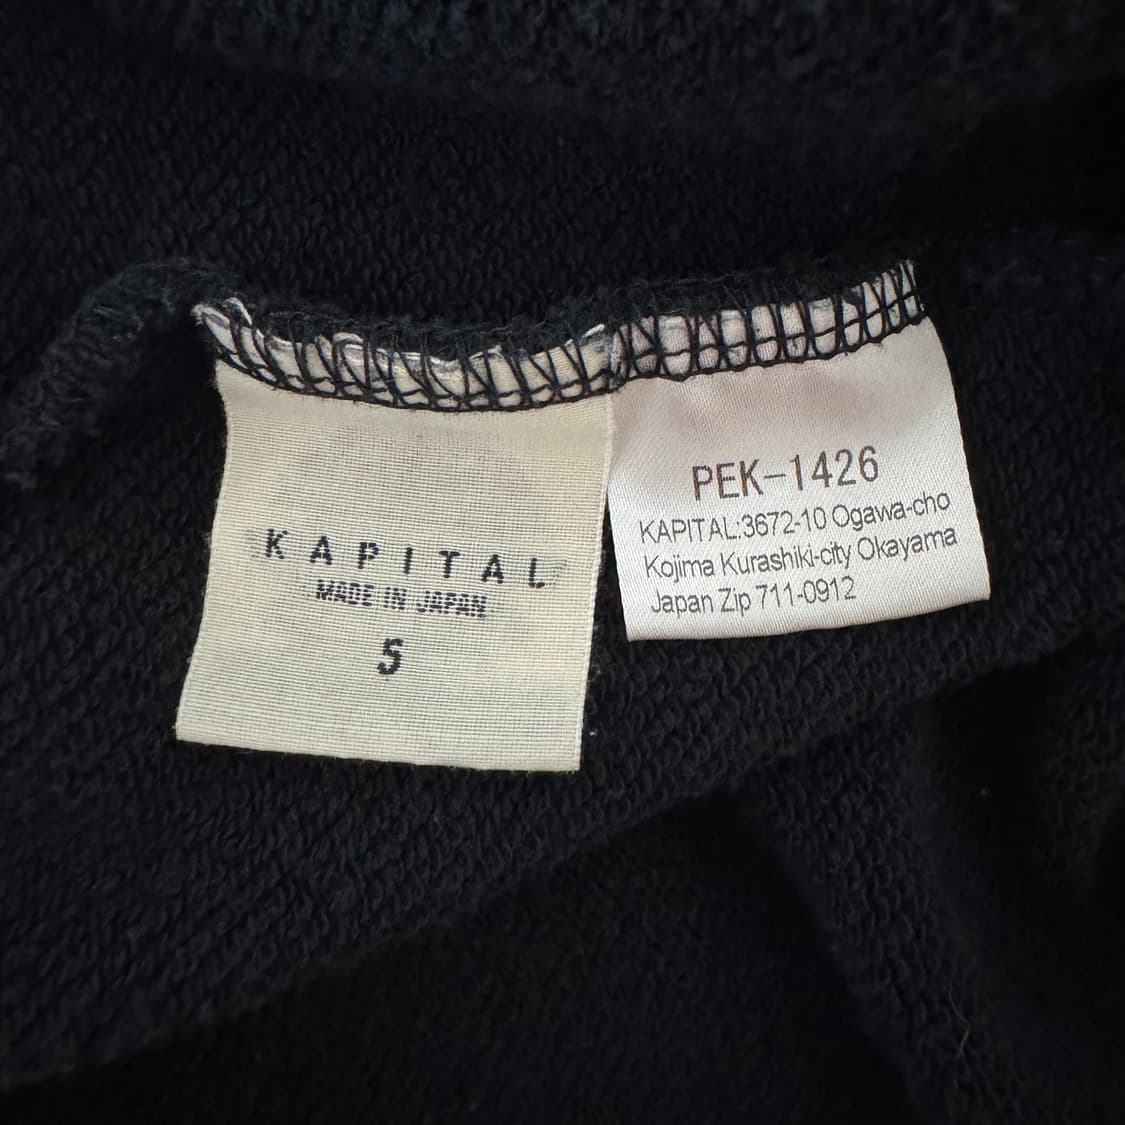 KAPITAL
MADE IN JAPAN
S
PEK-1426
KAPITAL:3672-10 Ogawa-cho
Kojima Kurashiki-city Okayama
Japan Zip 711-0912